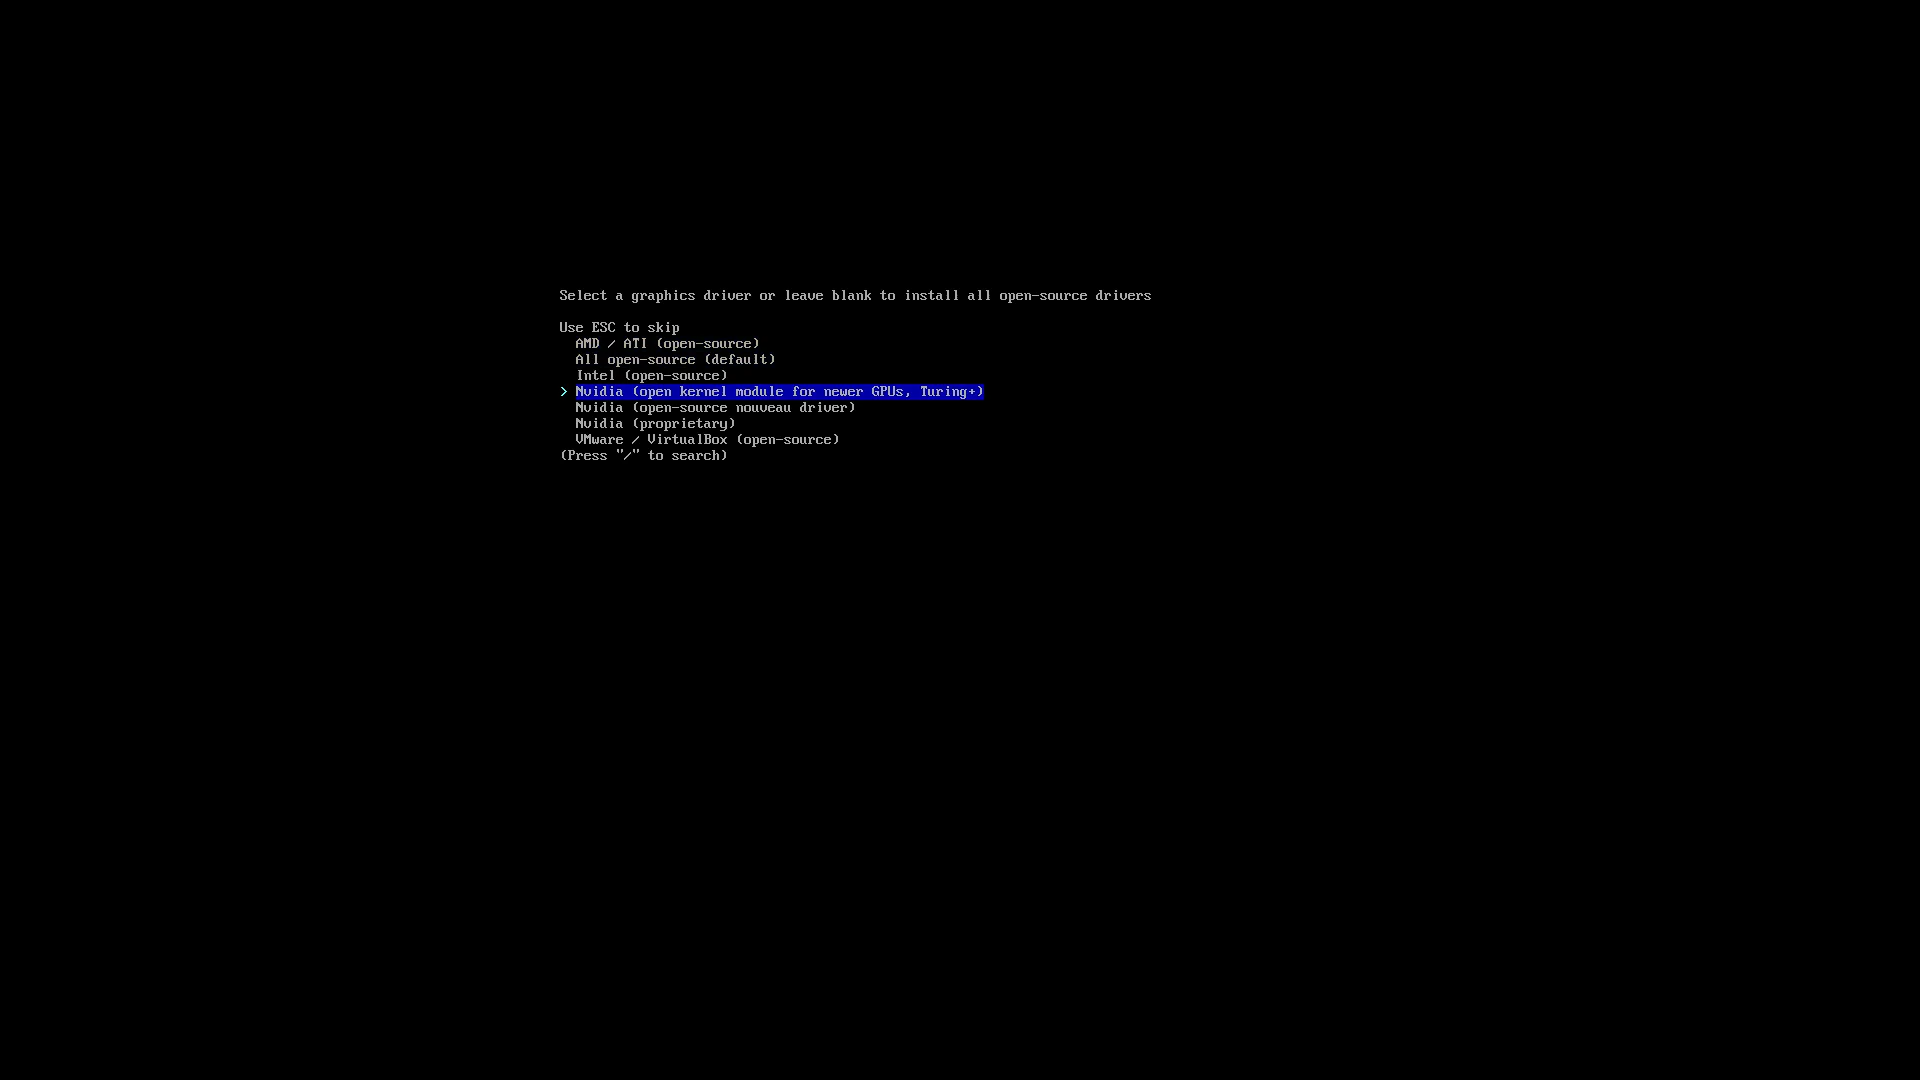 Select a graphics driver or leave blank to install all open-source drivers
Use ESC to skip
AMD / ATI (open-source)
All open-source (default)
Intel (open-source)
> Nvidia (open kernel module for newer GPUs, Turing+)
Nvidia (open-source nouveau driver)
Nvidia (proprietary)
VMware / VirtualBox (open-source)
(Press "/" to search)